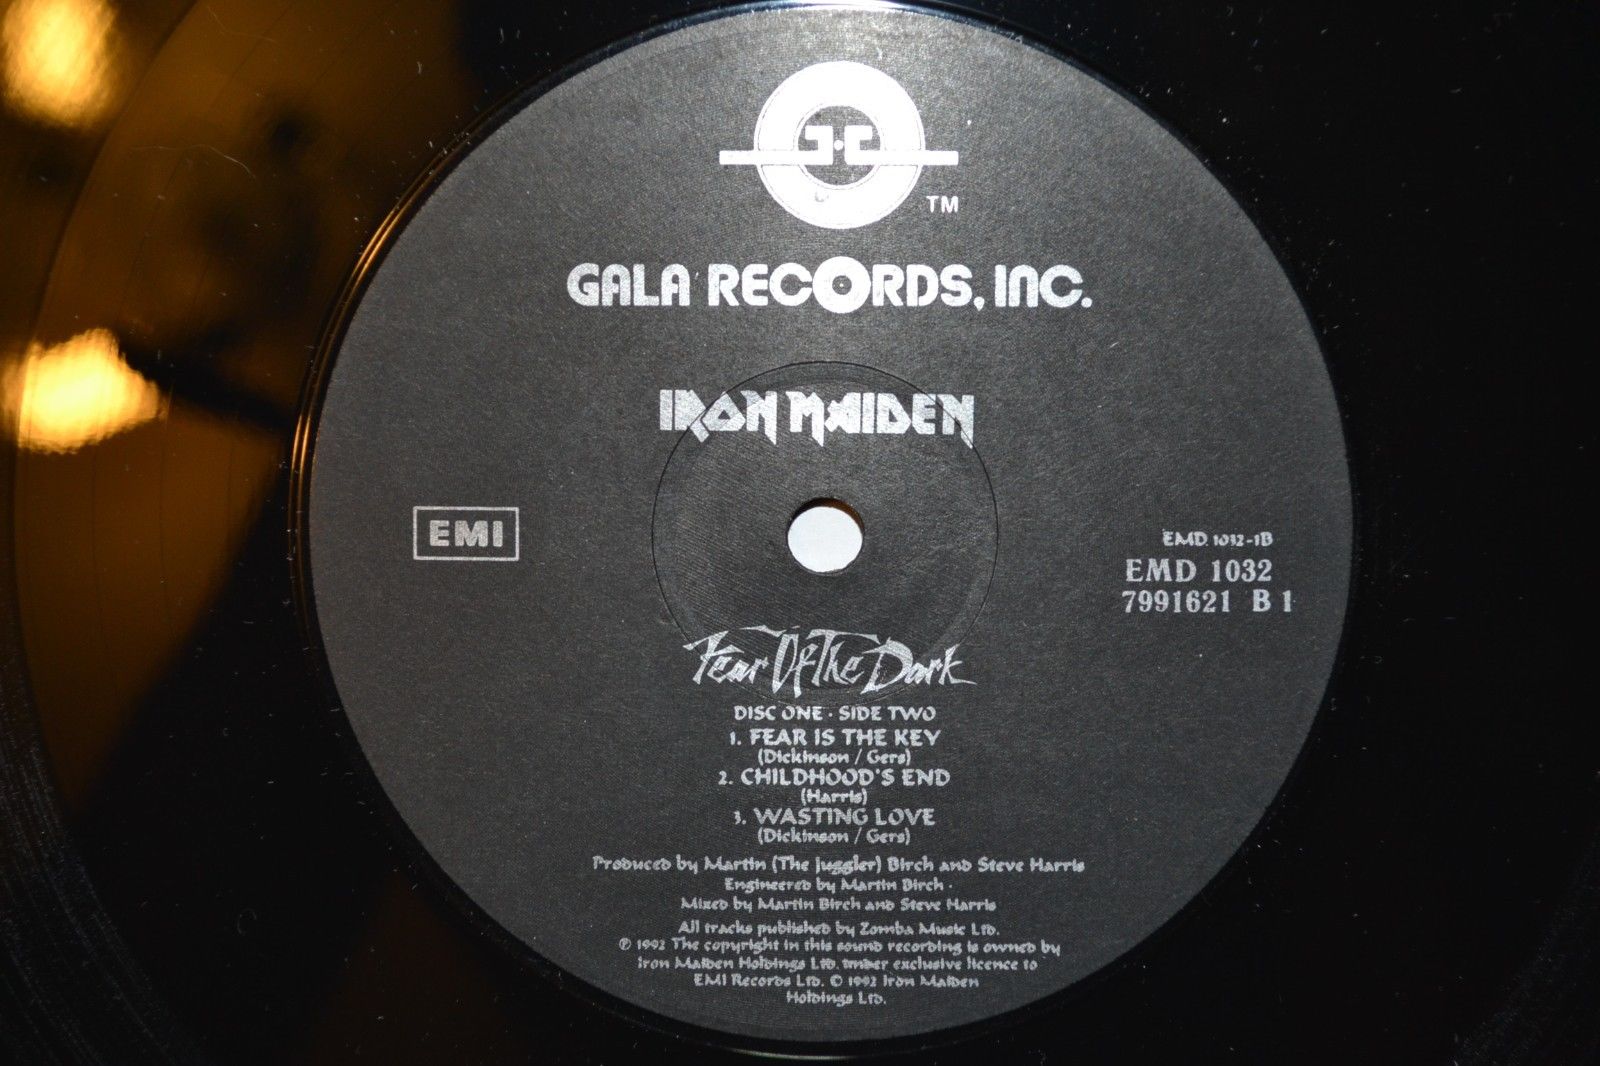 TM
GALA RECORDS, INC.
IRON MAIDEN
EMI
EMD 1032-1B
EMD 1032
7991621 B 1
Fear Of The Dark
DISC ONE · SIDE TWO
1. FEAR IS THE KEY
(Dickinson / Gers)
2. CHILDHOOD'S END
(Harris)
3. WASTING LOVE
(Dickinson / Gers)
Produced by Martin (The Juggler) Birch and Steve Harris
Engineered by Martin Birch ·
Mixed by Martin Birch and Steve Harris
All tracks published by Zomba Music Ltd.
℗ 1992 The copyright in this sound recording is owned by
Iron Maiden Holdings Ltd. under exclusive licence to
EMI Records Ltd. © 1992 Iron Maiden
Holdings Ltd.